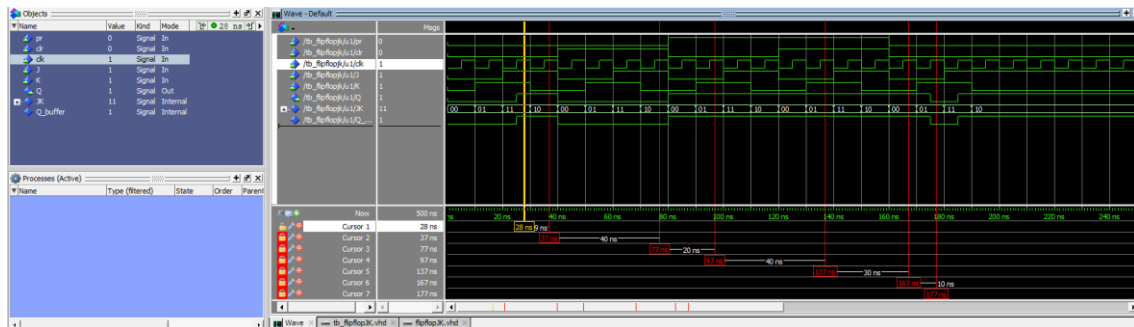 Objects
Name Value Kind Mode 28 ns
pr 0 Signal In
clr 0 Signal In
clk 1 Signal In
J 1 Signal In
K 1 Signal In
Q 1 Signal Out
JK 11 Signal Internal
Q_buffer 1 Signal Internal
Processes (Active)
Name Type (filtered) State Order Parent
Wave - Default
Msgs
/tb_flipflopjk/u1/pr 0
/tb_flipflopjk/u1/clr 0
/tb_flipflopjk/u1/clk 1
/tb_flipflopjk/u1/J 1
/tb_flipflopjk/u1/K 1
/tb_flipflopjk/u1/Q 1
/tb_flipflopjk/u1/JK 11 00 01 11 10 00 01 11 10 00 01 11 10 00 01 11 10 00 01 11 10
/tb_flipflopjk/u1/Q_... 1
Now 500 ns ns 20 ns 40 ns 60 ns 80 ns 100 ns 120 ns 140 ns 160 ns 180 ns 200 ns 220 ns 240 ns
Cursor 1 28 ns 28 ns 9 ns
Cursor 2 37 ns 37 ns 40 ns
Cursor 3 77 ns 77 ns 20 ns
Cursor 4 97 ns 97 ns 40 ns
Cursor 5 137 ns 137 ns 30 ns
Cursor 6 167 ns 167 ns 10 ns
Cursor 7 177 ns 177 ns
Wave tb_flipflopJK.vhd flipflopJK.vhd